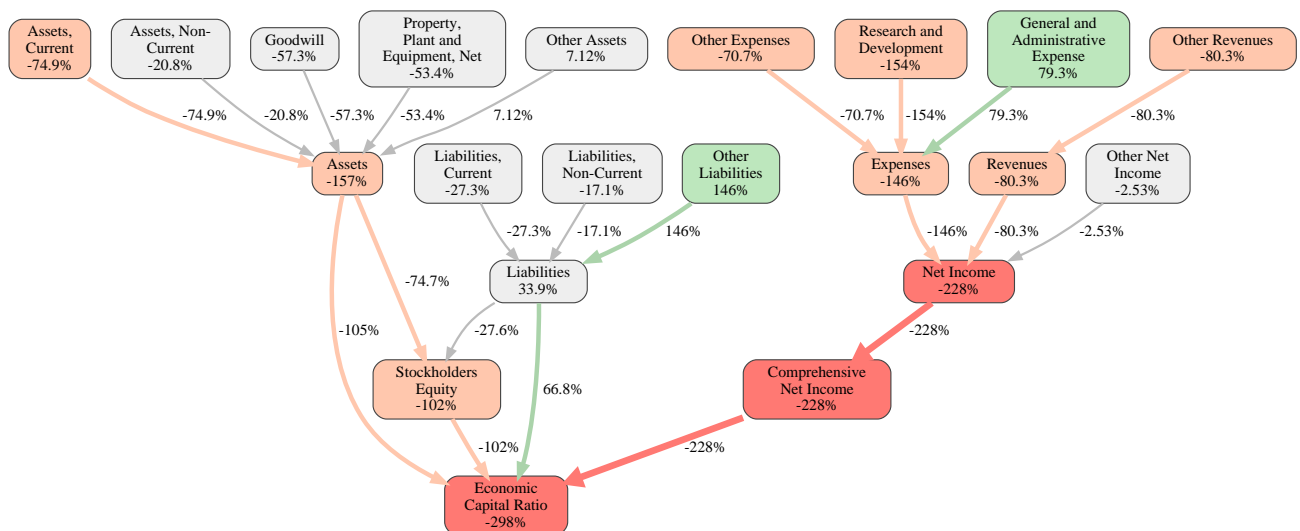 Assets,
Current
-74.9%
Assets, Non-
Current
-20.8%
Goodwill
-57.3%
Property,
Plant and
Equipment, Net
-53.4%
Other Assets
7.12%
Other Expenses
-70.7%
Research and
Development
-154%
General and
Administrative
Expense
79.3%
Other Revenues
-80.3%
-74.9%
-20.8%
-57.3%
-53.4%
7.12%
-70.7%
-154%
79.3%
-80.3%
Assets
-157%
Liabilities,
Current
-27.3%
Liabilities,
Non-Current
-17.1%
Other
Liabilities
146%
Expenses
-146%
Revenues
-80.3%
Other Net
Income
-2.53%
-27.3%
-17.1%
146%
-146%
-80.3%
-2.53%
-74.7%
Liabilities
33.9%
Net Income
-228%
-105%
-27.6%
-228%
Stockholders
Equity
-102%
66.8%
Comprehensive
Net Income
-228%
-102%
-228%
Economic
Capital Ratio
-298%